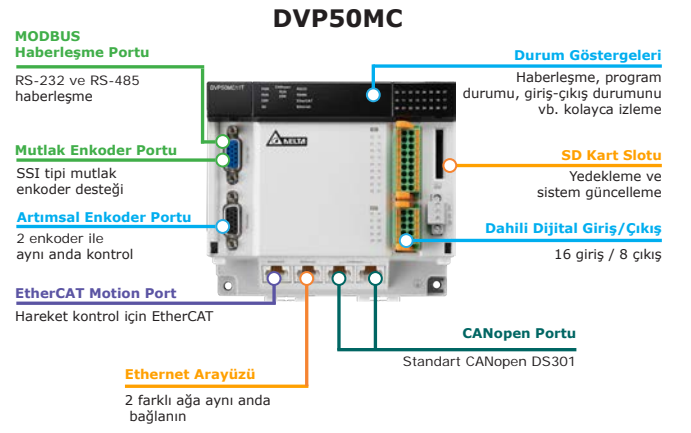 DVP50MC
MODBUS
Haberleşme Portu
RS-232 ve RS-485
haberleşme
Mutlak Enkoder Portu
SSI tipi mutlak
enkoder desteği
Artımsal Enkoder Portu
2 enkoder ile
aynı anda kontrol
EtherCAT Motion Port
Hareket kontrol için EtherCAT
Ethernet Arayüzü
2 farklı ağa aynı anda
bağlanın
Durum Göstergeleri
Haberleşme, program
durumu, giriş-çıkış durumunu
vb. kolayca izleme
SD Kart Slotu
Yedekleme ve
sistem güncelleme
Dahili Dijital Giriş/Çıkış
16 giriş / 8 çıkış
CANopen Portu
Standart CANopen DS301
DELTA